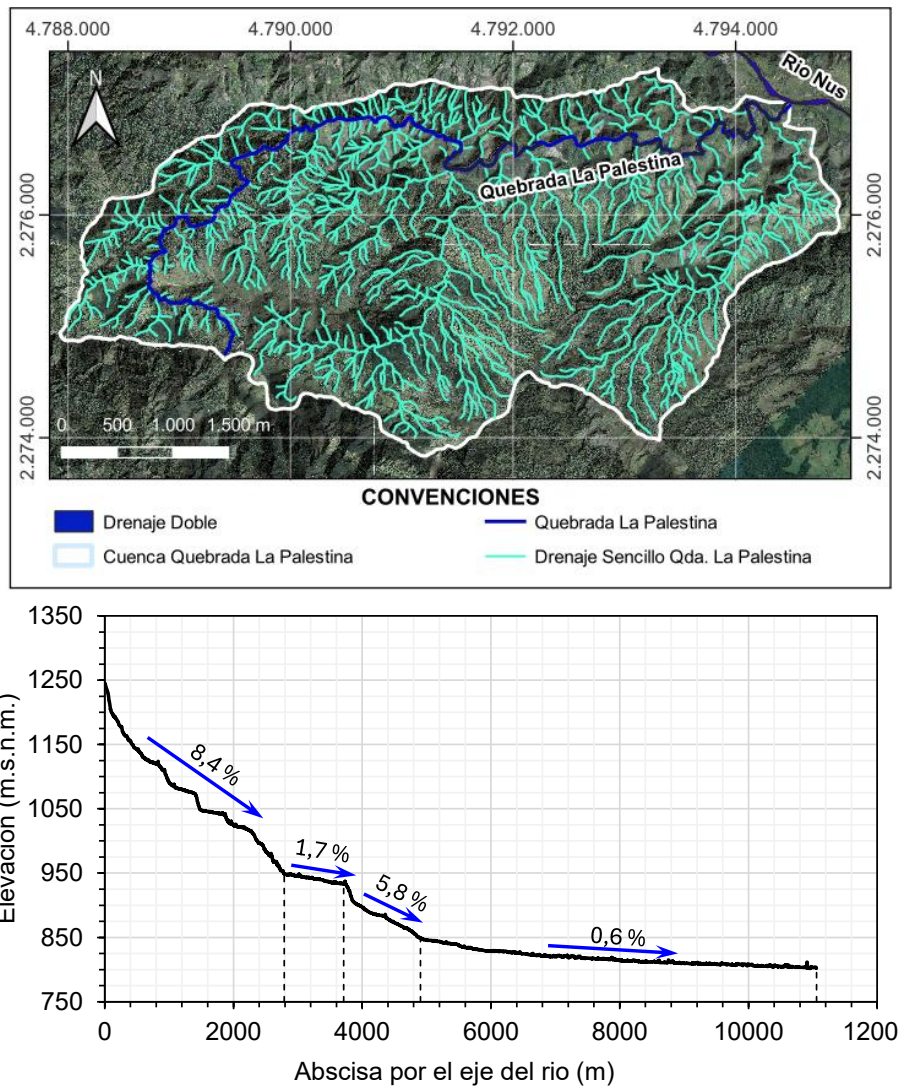 4.788.000 4.790.000 4.792.000 4.794.000
N
Rio Nus
Quebrada La Palestina
2.276.000 2.276.000
2.274.000 2.274.000
0 500 1.000 1.500 m
CONVENCIONES
Drenaje Doble Quebrada La Palestina
Cuenca Quebrada La Palestina Drenaje Sencillo Qda. La Palestina
1350
1250
1150
1050
950
850
750
Elevacion (m.s.n.m.)
8,4 %
1,7 %
5,8 %
0,6 %
0 2000 4000 6000 8000 10000 1200
Abscisa por el eje del rio (m)